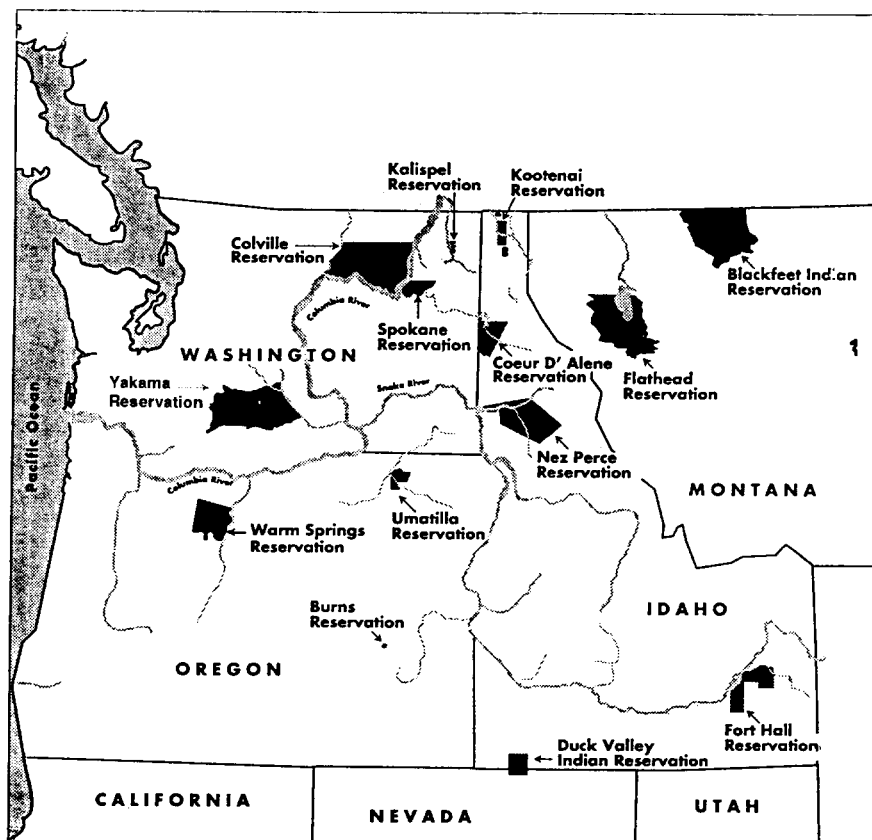 Kalispel
Reservation
Kootenai
Reservation
Colville
Reservation
Blackfeet Indian
Reservation
Columbia River
Spokane
Reservation
WASHINGTON
Coeur D' Alene
Reservation
Flathead
Reservation
Yakama
Reservation
Snake River
Pacific Ocean
Nez Perce
Reservation
MONTANA
Columbia River
Umatilla
Reservation
Warm Springs
Reservation
Burns
Reservation
IDAHO
OREGON
Fort Hall
Reservation
Duck Valley
Indian Reservation
CALIFORNIA
NEVADA
UTAH